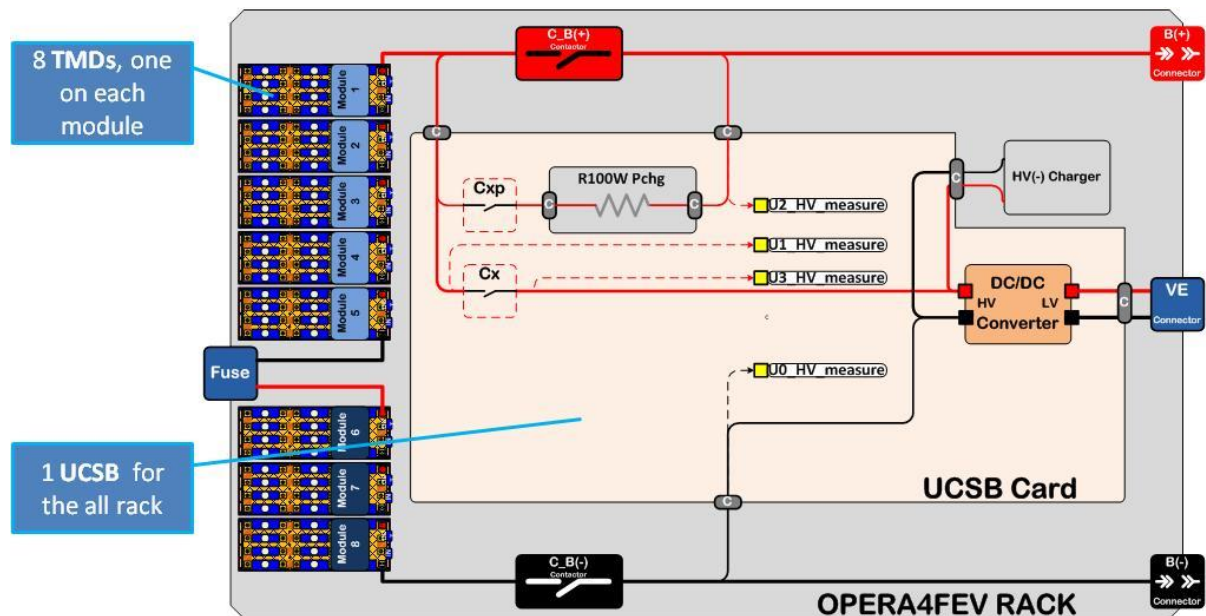 8 TMDs, one
on each
module
C_B(+)
Contactor
B(+)
Connector
Module
1
Module
2
Module
3
Module
4
Module
5
Fuse
Module
6
Module
7
Module
8
1 UCSB for
the all rack
C
C
Cxp
C
R100W Pchg
C
U2_HV_measure
U1_HV_measure
Cx
U3_HV_measure
c
U0_HV_measure
C
HV(-) Charger
DC/DC
HV
LV
Converter
C
VE
Connector
UCSB Card
C
C_B(-)
Contactor
B(-)
Connector
OPERA4FEV RACK